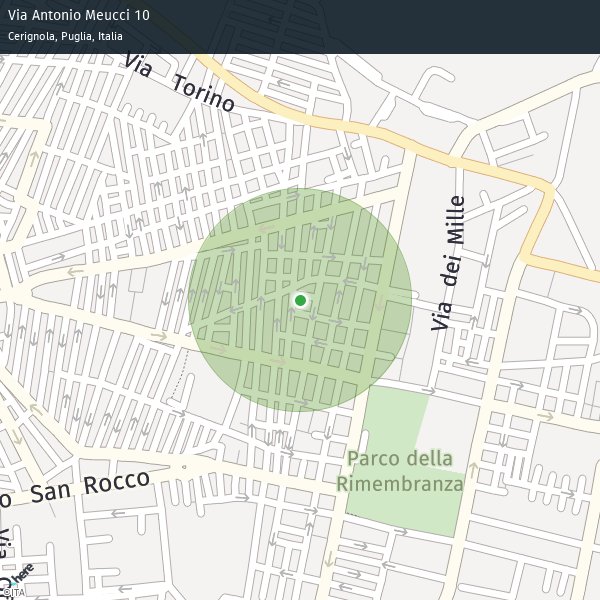 Via Antonio Meucci 10
Cerignola, Puglia, Italia
Via Torino
Via dei Mille
Parco della
Rimembranza
o San Rocco
Via
here
©ITA